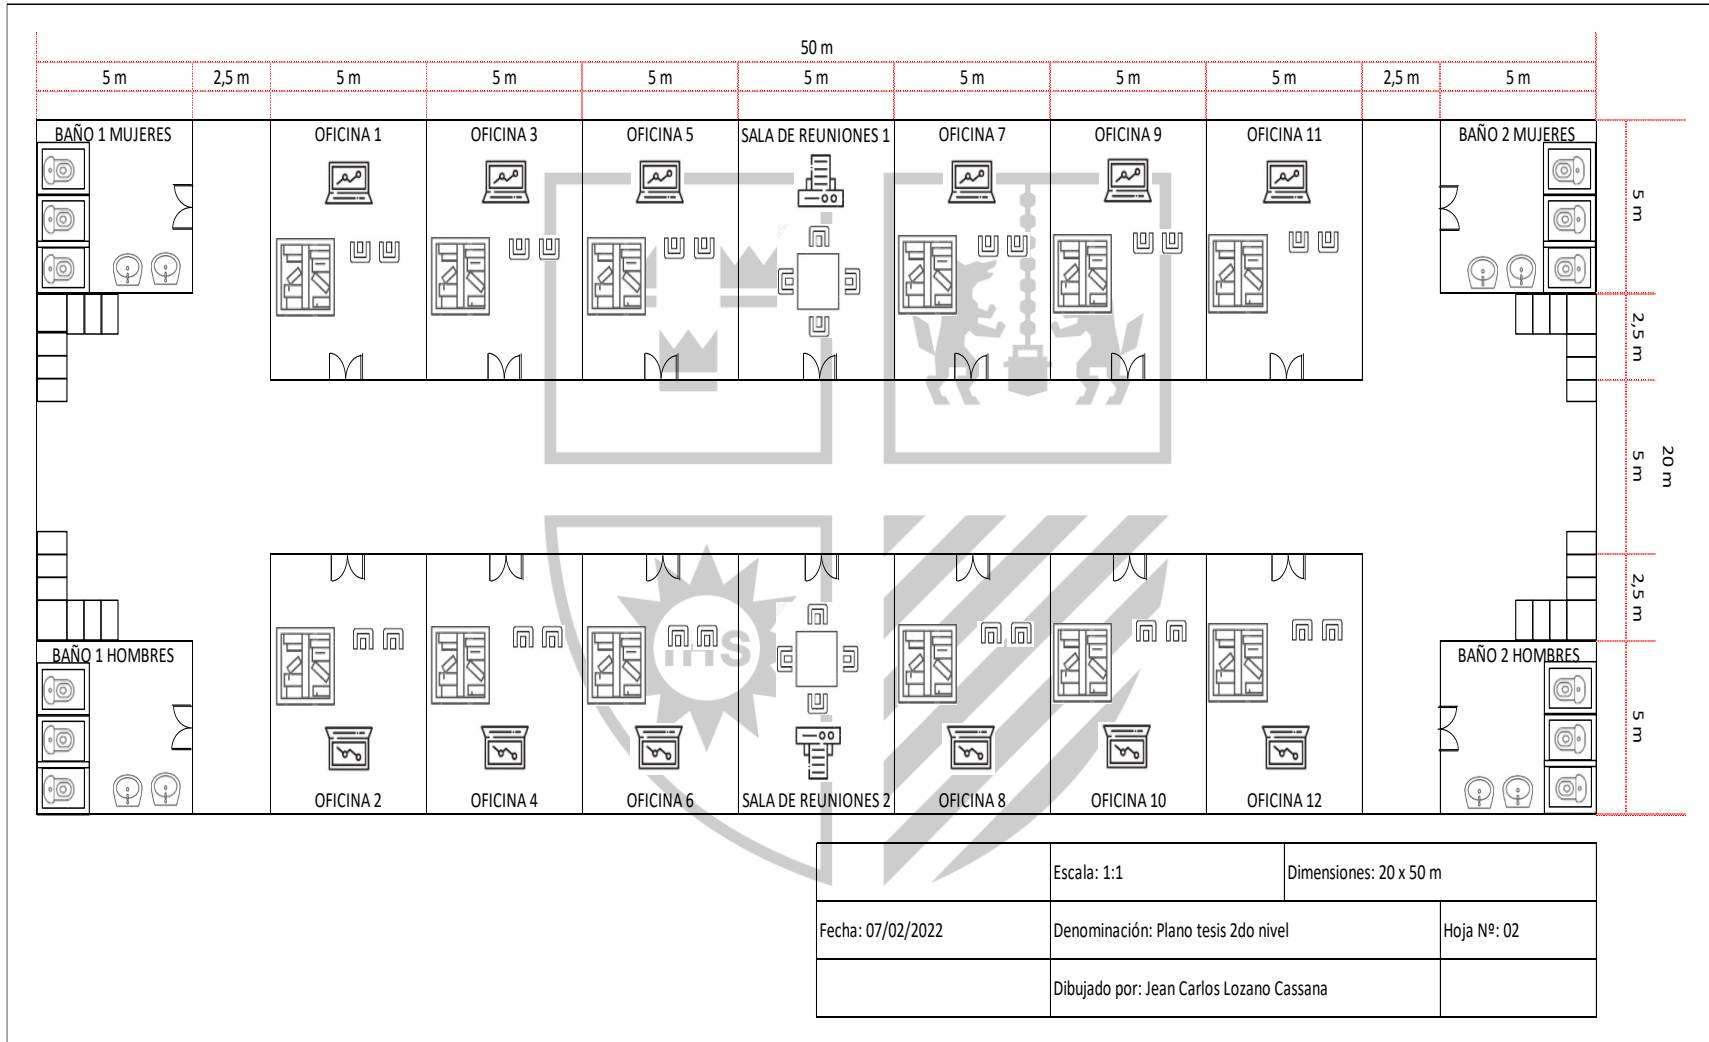 50 m
5 m 2,5 m 5 m 5 m 5 m 5 m 5 m 5 m 5 m 2,5 m 5 m
BAÑO 1 MUJERES OFICINA 1 OFICINA 3 OFICINA 5 SALA DE REUNIONES 1 OFICINA 7 OFICINA 9 OFICINA 11 BAÑO 2 MUJERES
5 m
2,5 m
5 m
20 m
2,5 m
ihs
BAÑO 1 HOMBRES BAÑO 2 HOMBRES
5 m
OFICINA 2 OFICINA 4 OFICINA 6 SALA DE REUNIONES 2 OFICINA 8 OFICINA 10 OFICINA 12
Escala: 1:1 Dimensiones: 20 x 50 m
Fecha: 07/02/2022 Denominación: Plano tesis 2do nivel Hoja Nº: 02
Dibujado por: Jean Carlos Lozano Cassana